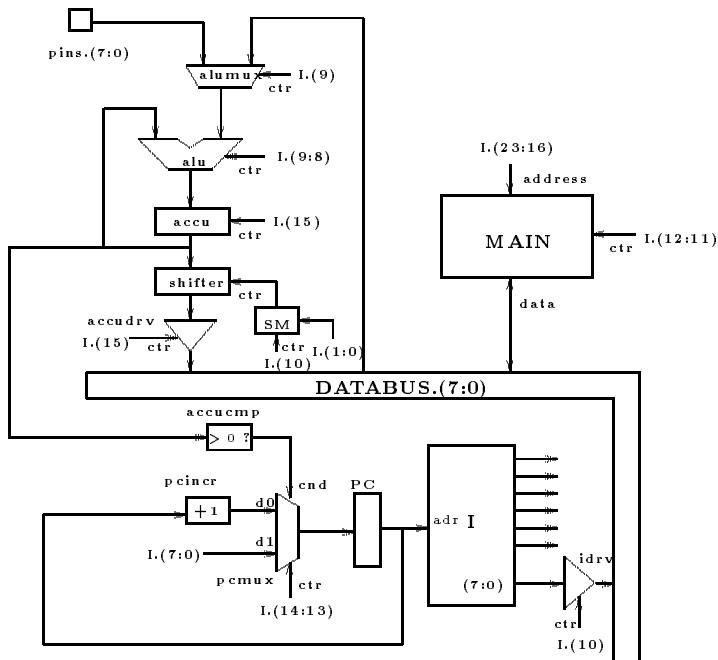 pins.(7:0)
alumux
I.(9)
ctr
I.(23:16)
address
alu
I.(9:8)
ctr
accu
I.(15)
ctr
MAIN
I.(12:11)
ctr
shifter
ctr
data
accudrv
I.(15)
ctr
SM
ctr
I.(1:0)
I.(10)
DATABUS.(7:0)
accucmp
> 0 ?
pcincr
cnd
PC
+1
d0
adr I
d1
I.(7:0)
pcmux
ctr
I.(14:13)
idrv
(7:0)
ctr
I.(10)